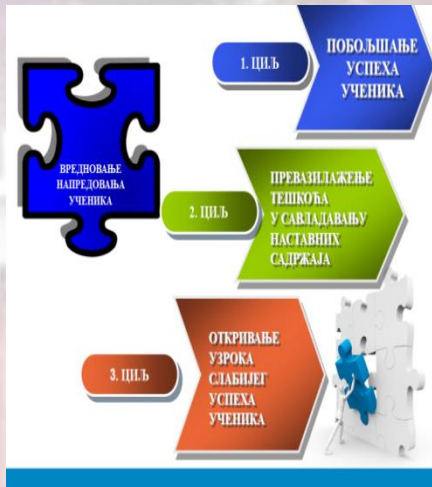 1. ЦИЉ
ПОБОЉШАЊЕ
УСПЕХА
УЧЕНИКА
ВРЕДНОВАЊЕ
НАПРЕДОВАЊА
УЧЕНИКА
2. ЦИЉ
ПРЕВАЗИЛАЖЕЊЕ
ТЕШКОЋА
У САВЛАДАВАЊУ
НАСТАВНИХ
САДРЖАЈА
3. ЦИЉ
ОТКРИВАЊЕ
УЗРОКА
СЛАБИЈЕГ
УСПЕХА
УЧЕНИКА